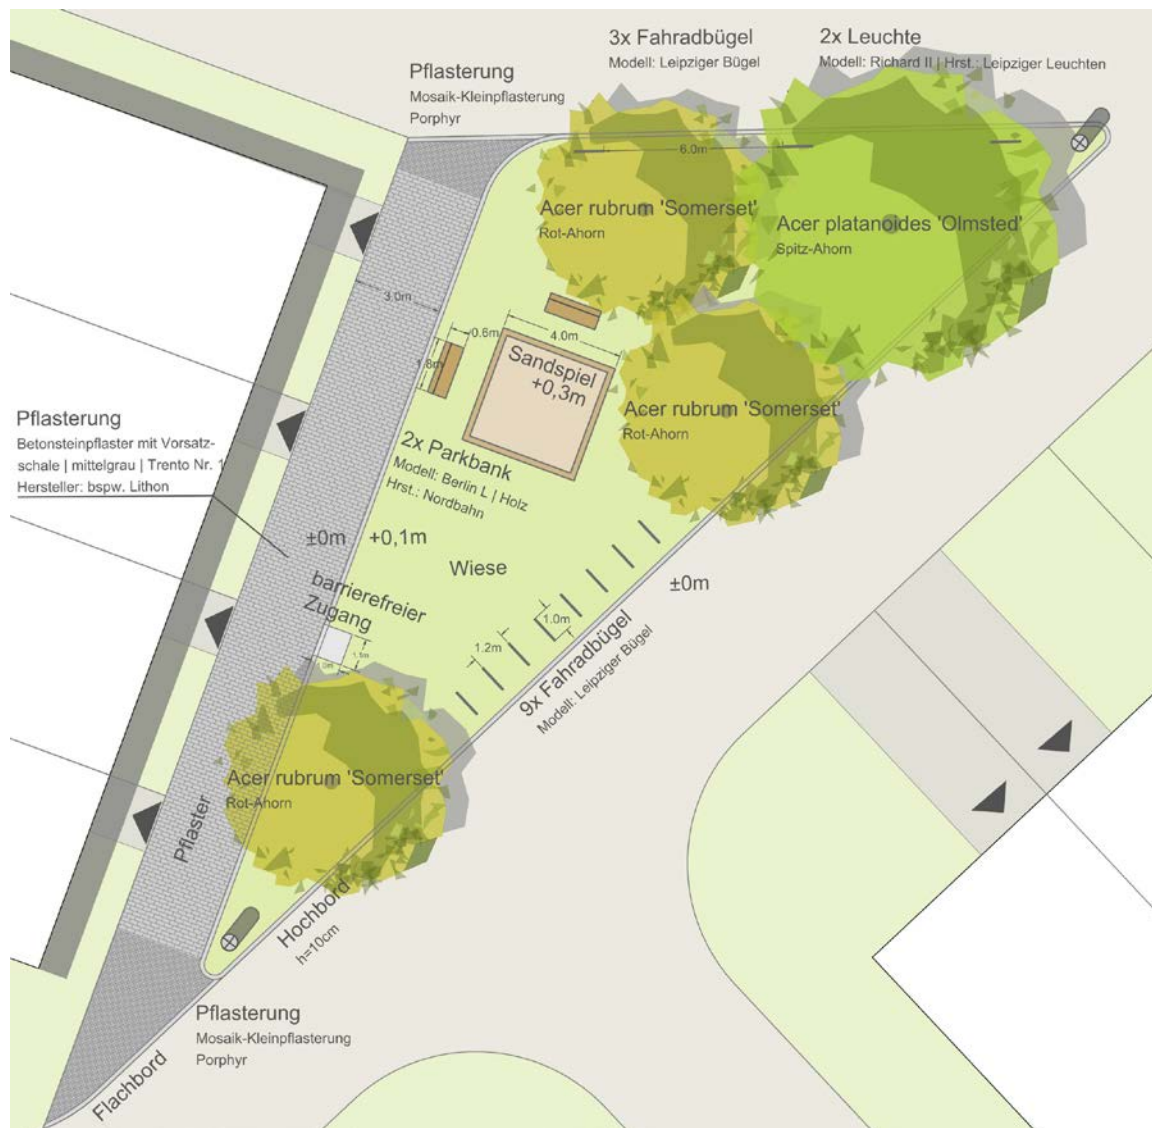 3x Fahradbügel
Modell: Leipziger Bügel
2x Leuchte
Modell: Richard II | Hrst.: Leipziger Leuchten
Pflasterung
Mosaik-Kleinpflasterung
Porphyr
6.0m
Acer rubrum 'Somerset'
Rot-Ahorn
Acer platanoides 'Olmsted'
Spitz-Ahorn
3.0m
0.6m
1.8m
4.0m
Sandspiel
+0,3m
Acer rubrum 'Somerset'
Rot-Ahorn
Pflasterung
Betonsteinpflaster mit Vorsatz-
schale | mittelgrau | Trento Nr. 1
Hersteller: bspw. Lithon
2x Parkbank
Modell: Berlin L | Holz
Hrst.: Nordbahn
±0m
+0,1m
Wiese
±0m
barrierefreier
Zugang
1.0m
1.2m
9x Fahradbügel
Modell: Leipziger Bügel
Acer rubrum 'Somerset'
Rot-Ahorn
Pflaster
Hochbord
h=10cm
Pflasterung
Mosaik-Kleinpflasterung
Porphyr
Flachbord